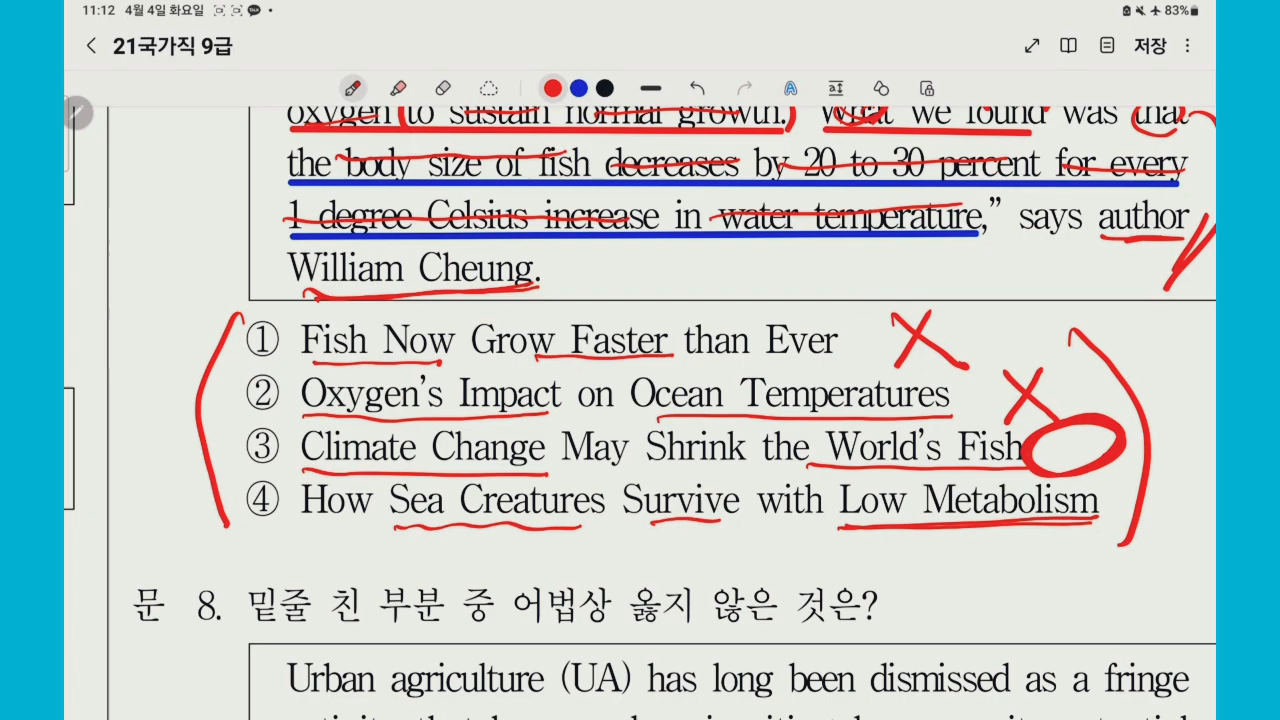 11:12 4월 4일 화요일
83%
21국가직 9급
저장
oxygen to sustain normal growth. What we found was that
the body size of fish decreases by 20 to 30 percent for every
1 degree Celsius increase in water temperature,” says author
William Cheung.
① Fish Now Grow Faster than Ever
② Oxygen’s Impact on Ocean Temperatures
③ Climate Change May Shrink the World’s Fish
④ How Sea Creatures Survive with Low Metabolism
문 8. 밑줄 친 부분 중 어법상 옳지 않은 것은?
Urban agriculture (UA) has long been dismissed as a fringe